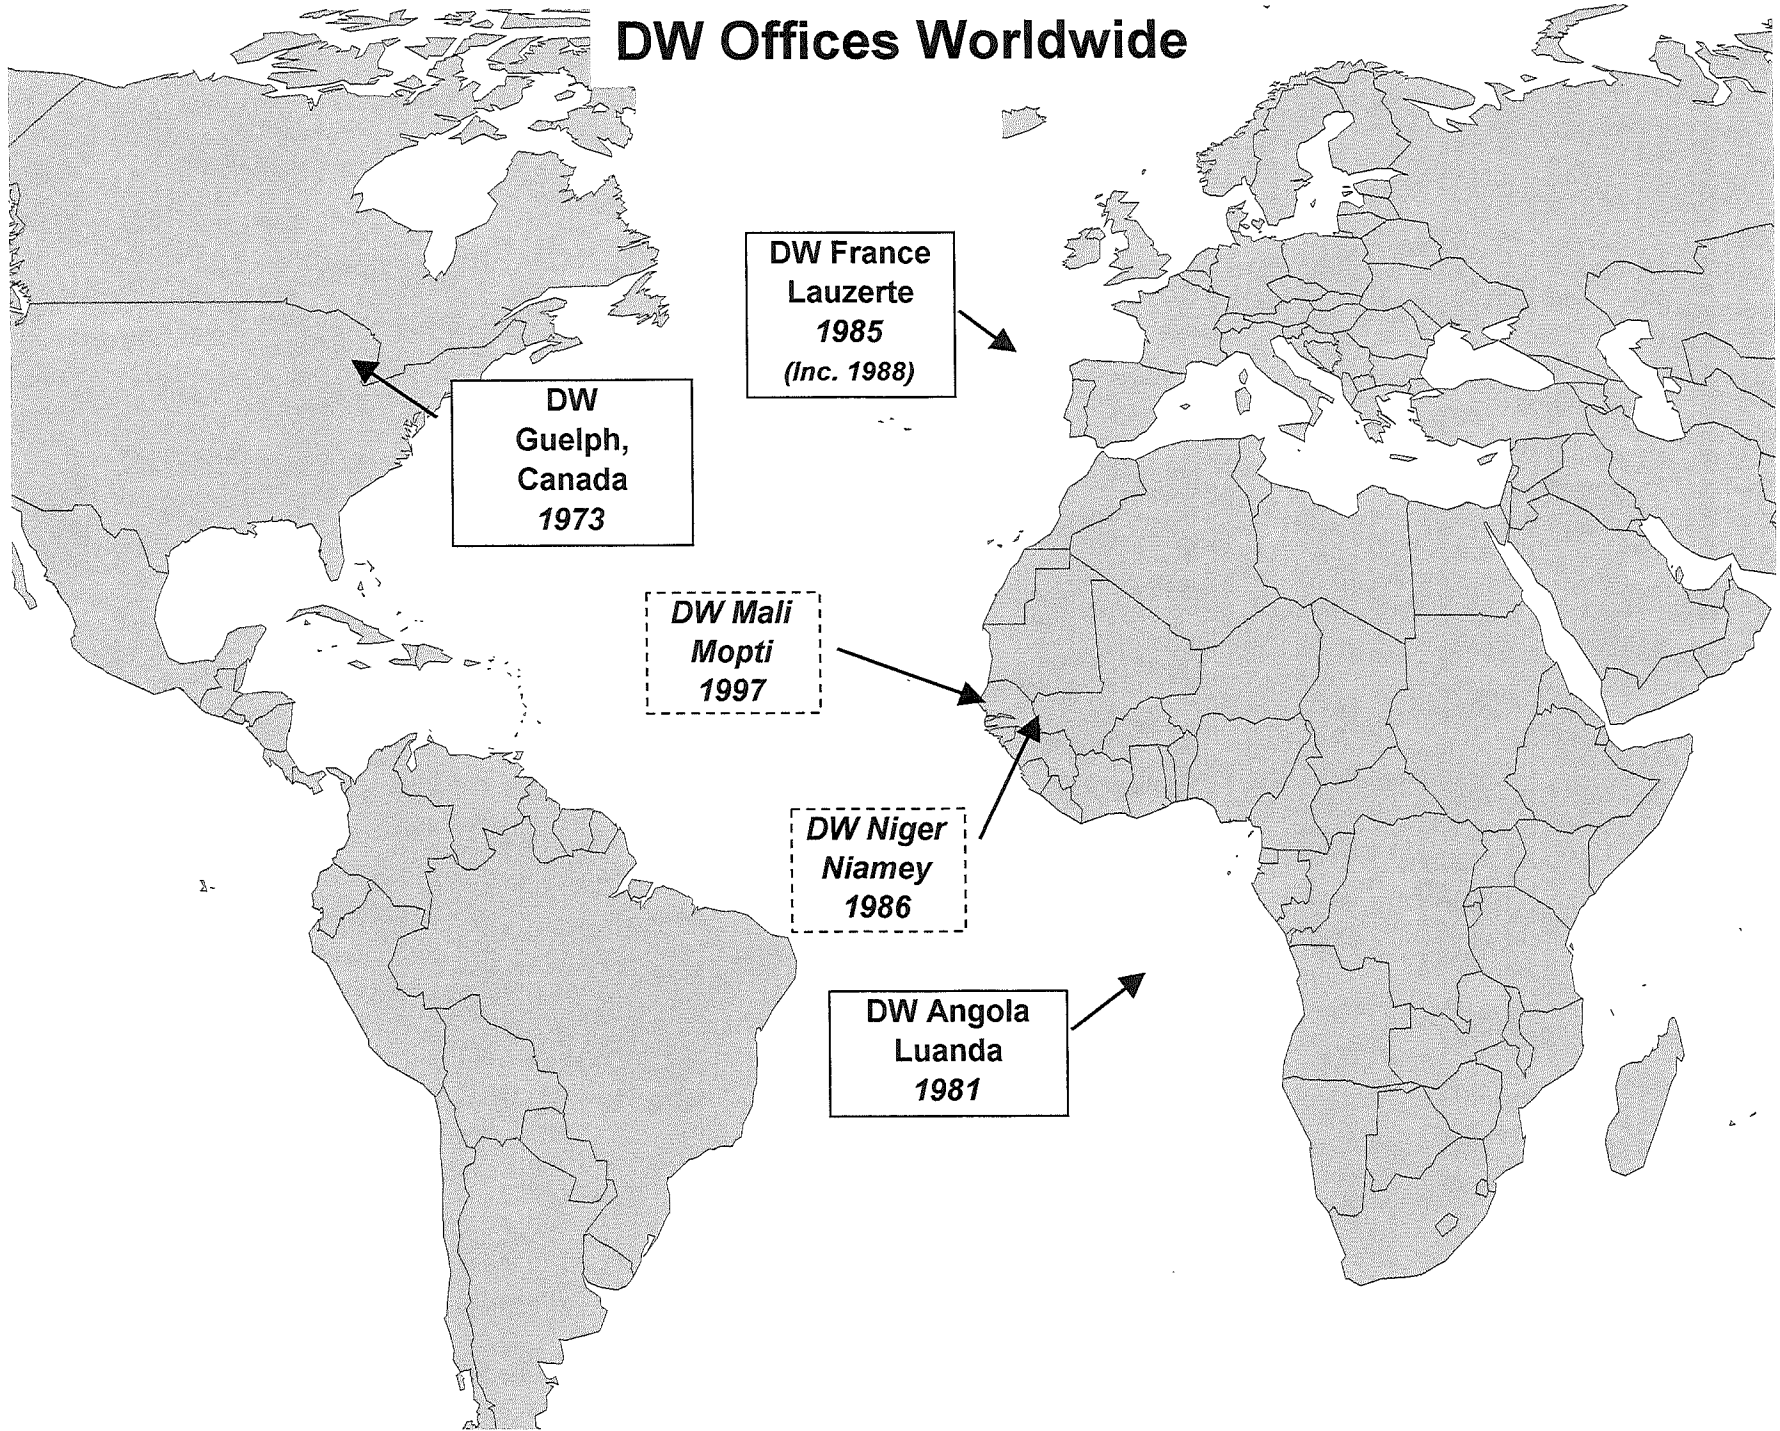 DW Offices Worldwide
DW France
Lauzerte
1985
(Inc. 1988)
DW
Guelph,
Canada
1973
DW Mali
Mopti
1997
DW Niger
Niamey
1986
DW Angola
Luanda
1981